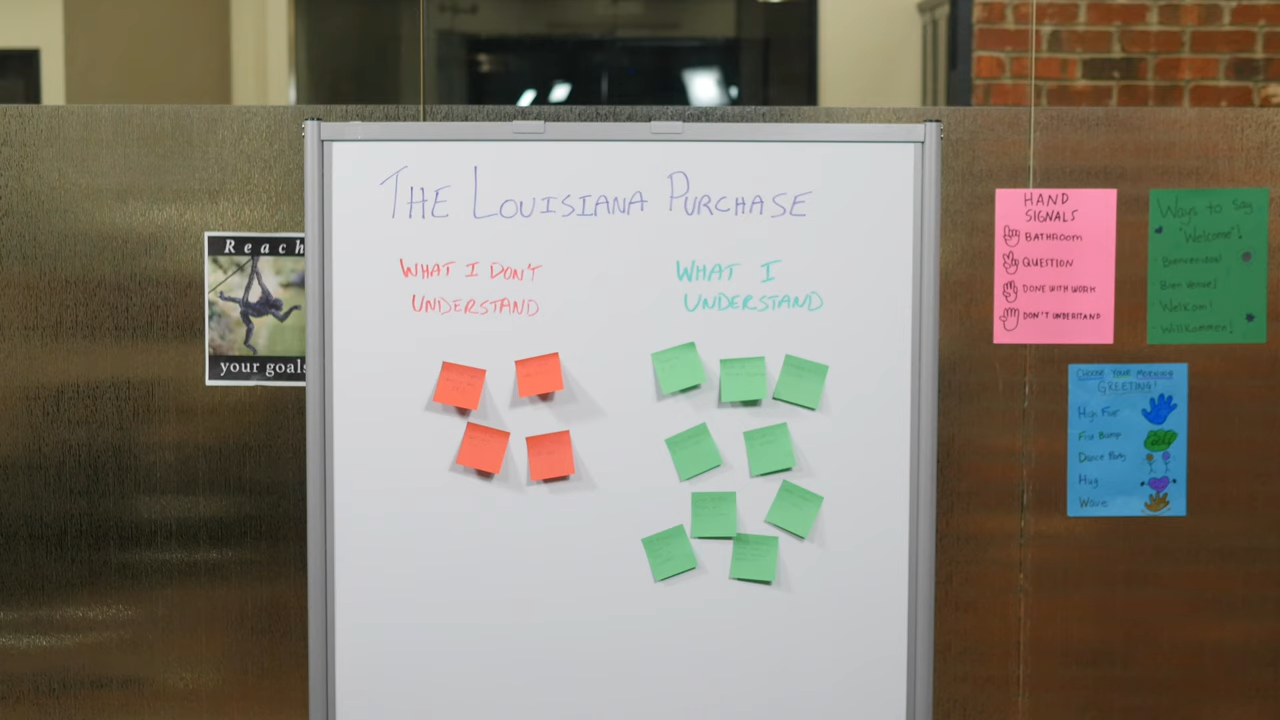 THE LOUISIANA PURCHASE
WHAT I DON'T
UNDERSTAND
WHAT I
UNDERSTAND
Reach
your goals
HAND
SIGNALS
BATHROOM
QUESTION
DONE WITH WORK
DON'T UNDERSTAND
Ways to Say
"Welcome"!
· Bienvenidos!
· Bienvenue!
· Welkom!
· Willkommen!
CHOOSE YOUR MORNING
GREETING!
High Five
Fist Bump
Dance Party
Hug
Wave